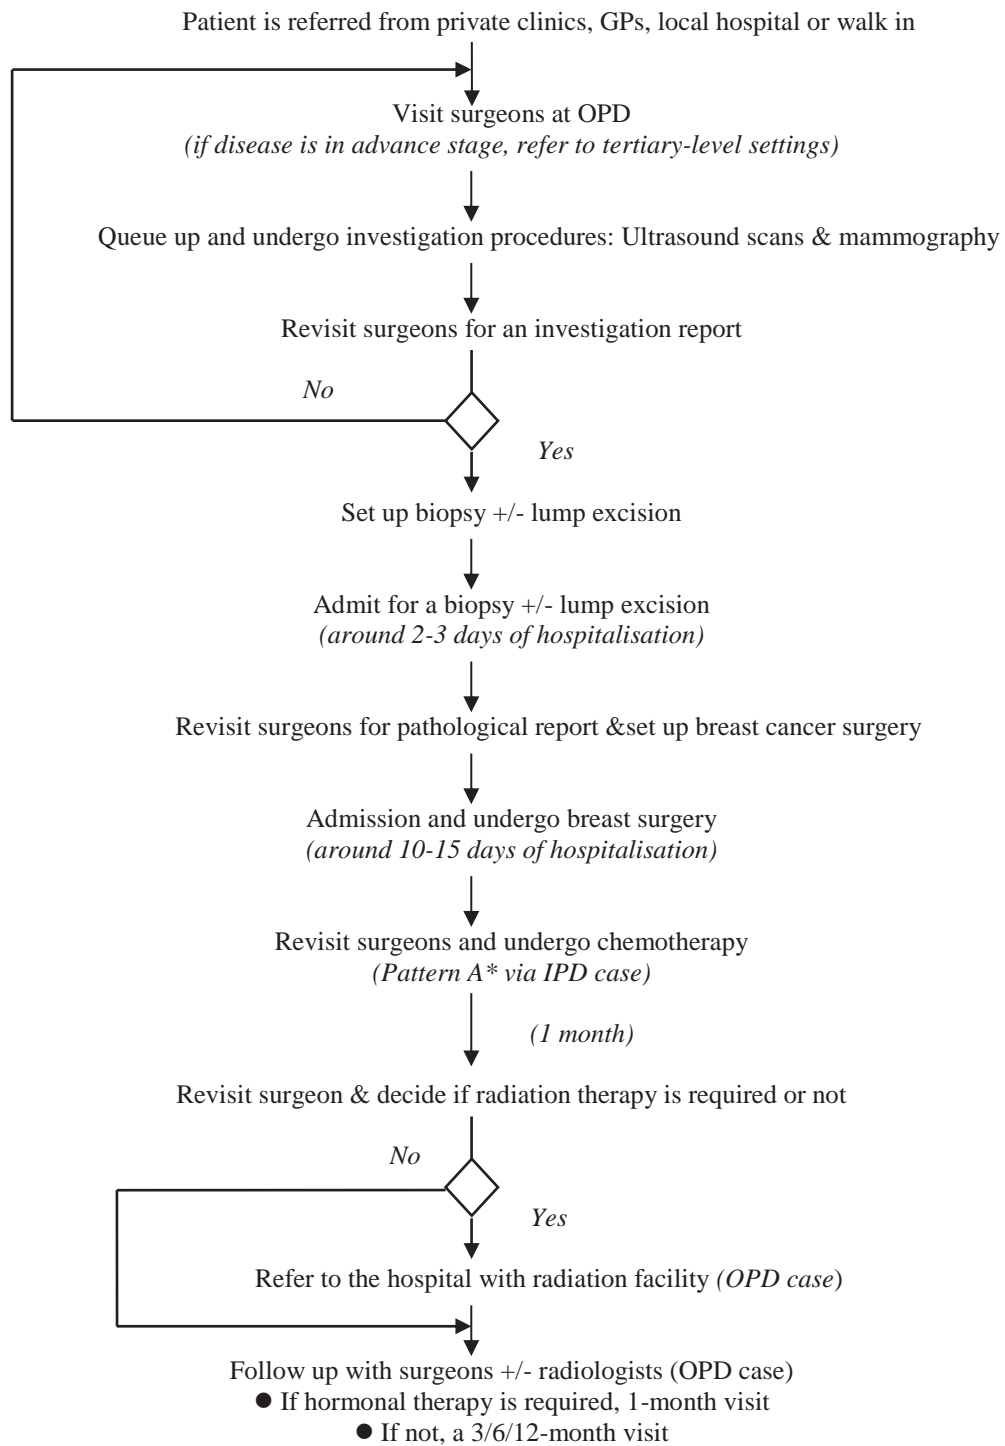 Patient is referred from private clinics, GPs, local hospital or walk in
Visit surgeons at OPD
(if disease is in advance stage, refer to tertiary-level settings)
Queue up and undergo investigation procedures: Ultrasound scans & mammography
Revisit surgeons for an investigation report
No
Yes
Set up biopsy +/- lump excision
Admit for a biopsy +/- lump excision
(around 2-3 days of hospitalisation)
Revisit surgeons for pathological report &set up breast cancer surgery
Admission and undergo breast surgery
(around 10-15 days of hospitalisation)
Revisit surgeons and undergo chemotherapy
(Pattern A* via IPD case)
(1 month)
Revisit surgeon & decide if radiation therapy is required or not
No
Yes
Refer to the hospital with radiation facility (OPD case)
Follow up with surgeons +/- radiologists (OPD case)
● If hormonal therapy is required, 1-month visit
● If not, a 3/6/12-month visit